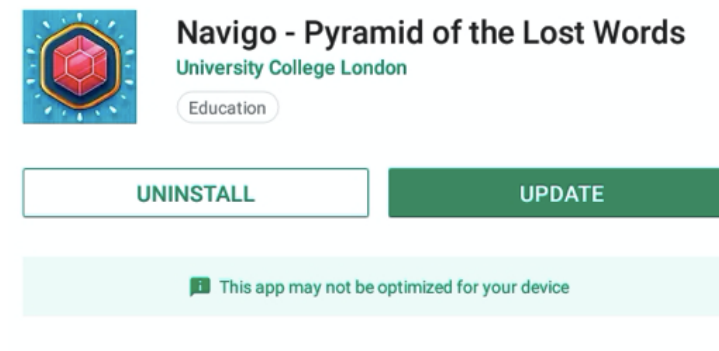 Navigo - Pyramid of the Lost Words
University College London
Education
UNINSTALL
UPDATE
This app may not be optimized for your device